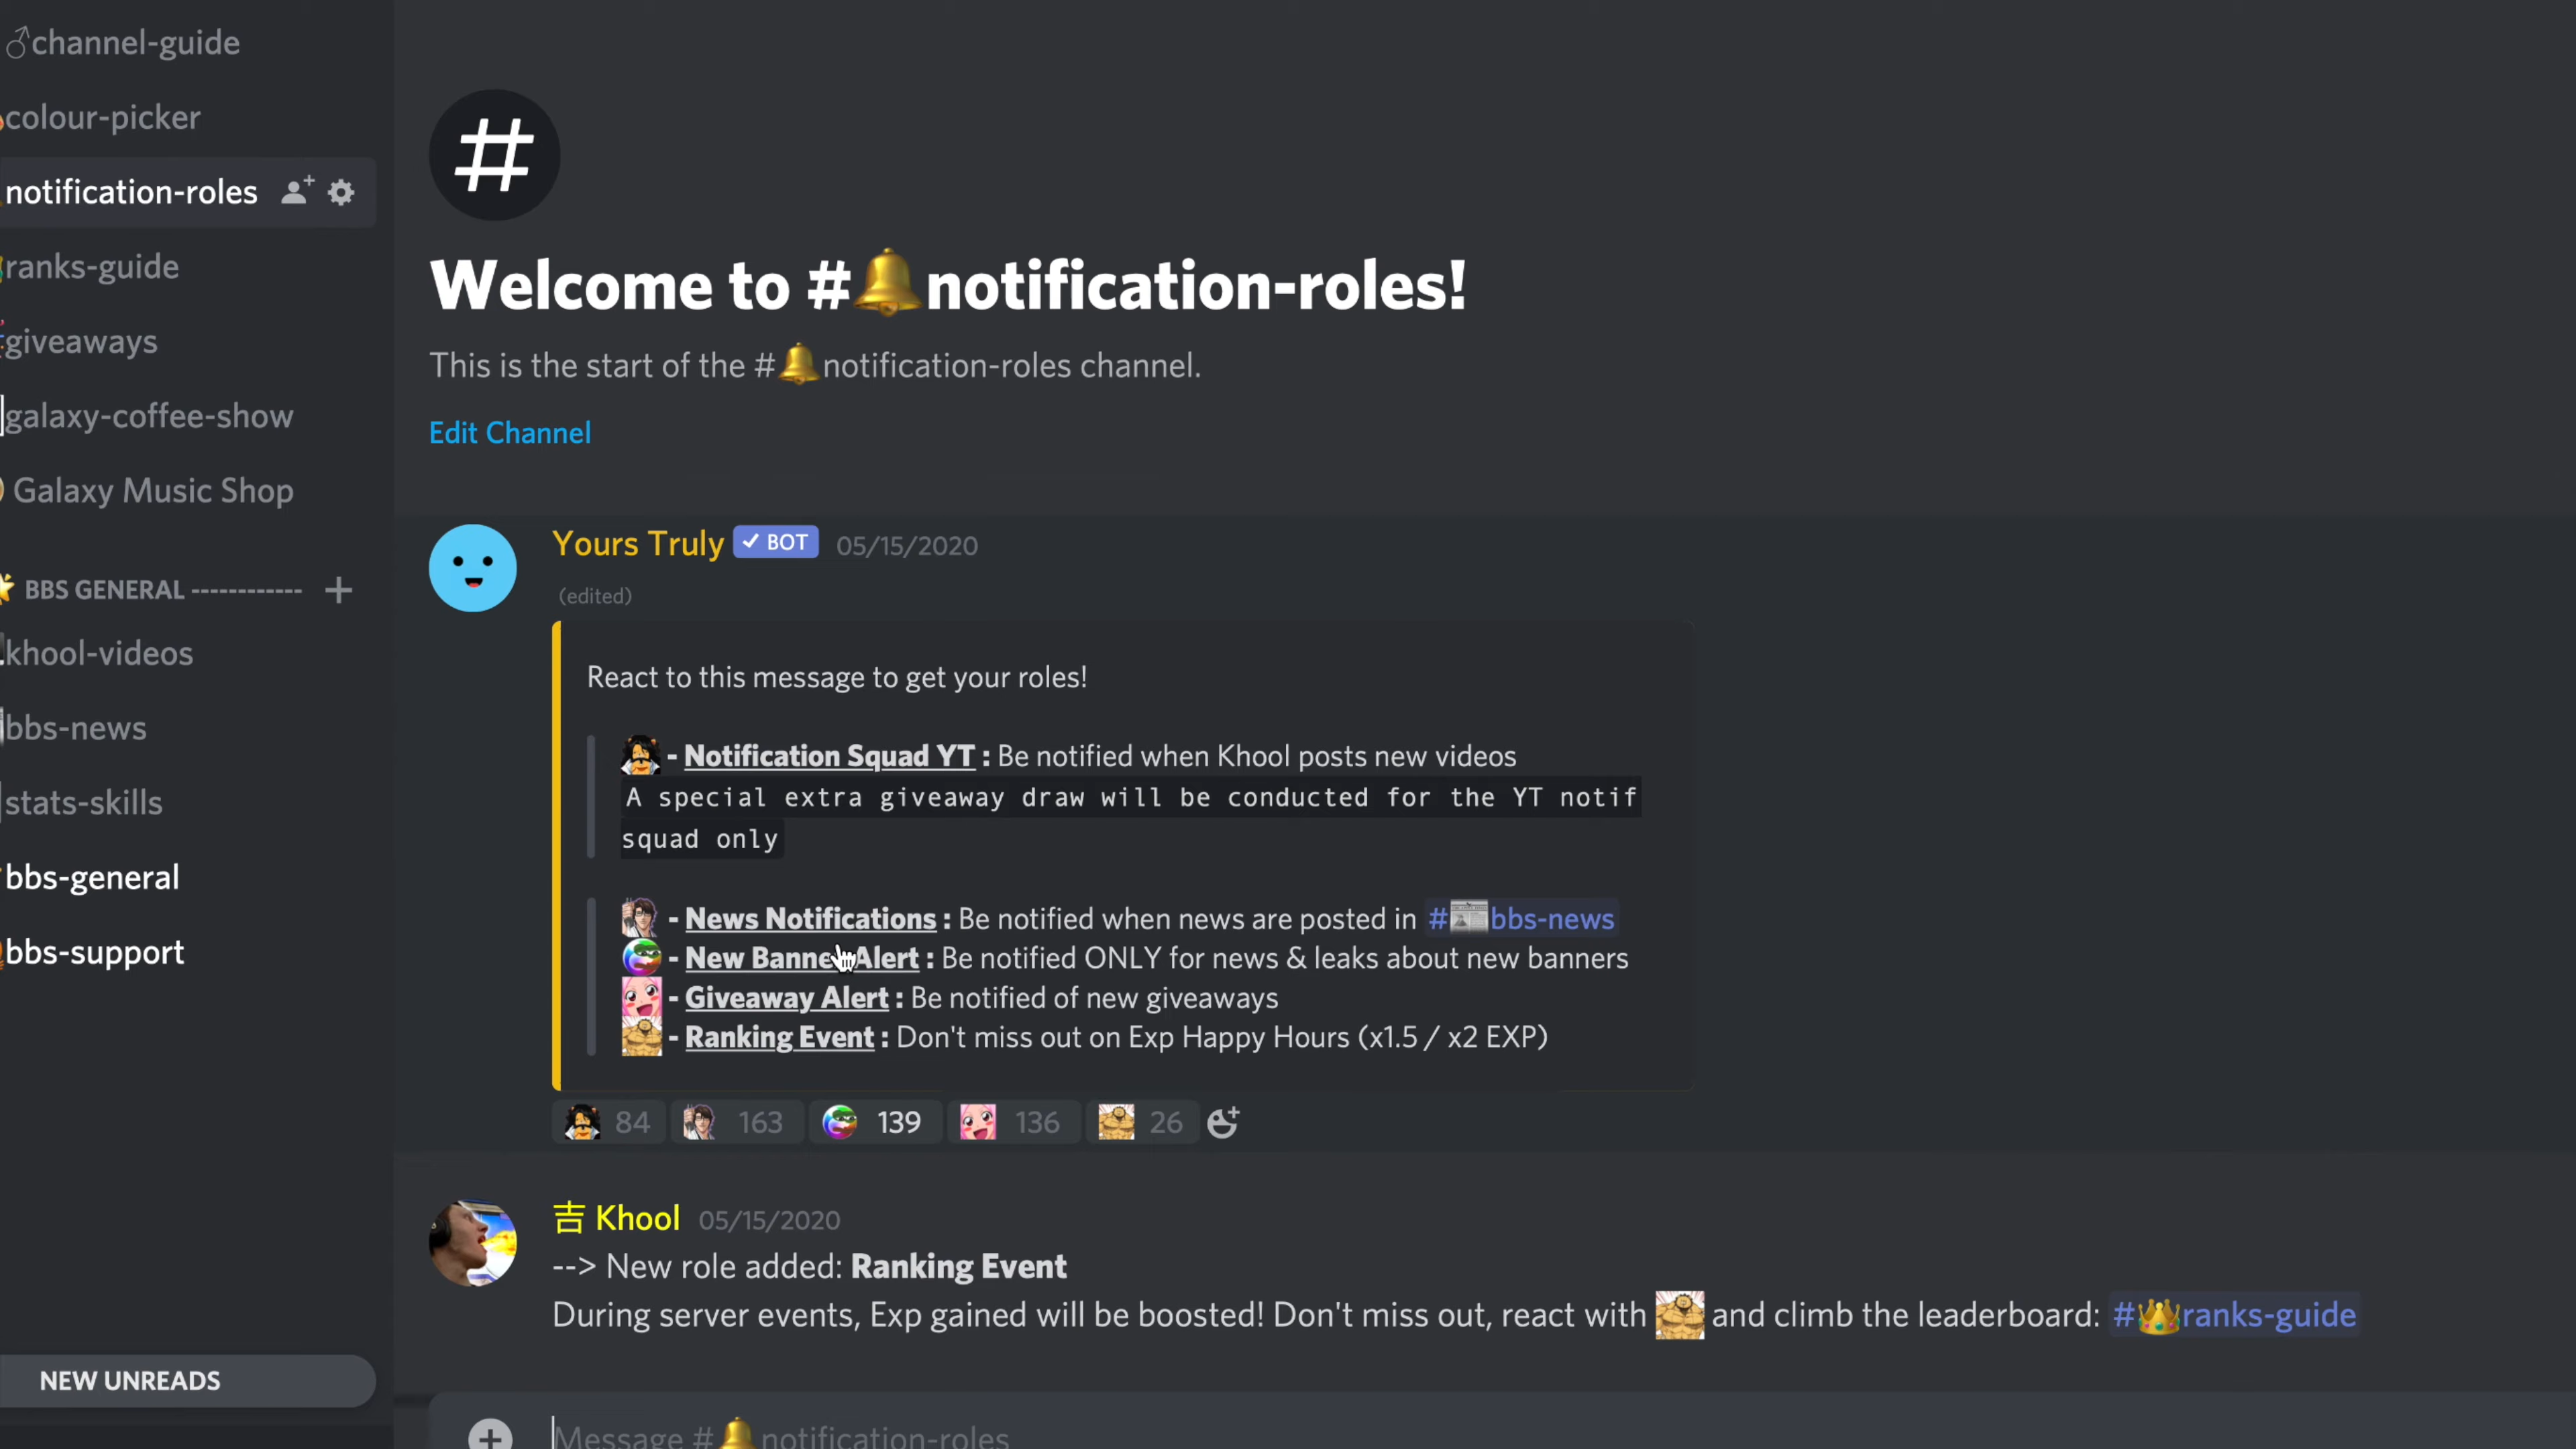 channel-guide
colour-picker
notification-roles
ranks-guide
giveaways
galaxy-coffee-show
Galaxy Music Shop
BBS GENERAL ------------
khool-videos
bbs-news
stats-skills
bbs-general
bbs-support
NEW UNREADS
#
Welcome to #🔔notification-roles!
This is the start of the #🔔notification-roles channel.
Edit Channel
Yours Truly ✓ BOT 05/15/2020
(edited)
React to this message to get your roles!
- Notification Squad YT : Be notified when Khool posts new videos
A special extra giveaway draw will be conducted for the YT notif
squad only
- News Notifications : Be notified when news are posted in #📰bbs-news
- New Banner Alert : Be notified ONLY for news & leaks about new banners
- Giveaway Alert : Be notified of new giveaways
- Ranking Event : Don't miss out on Exp Happy Hours (x1.5 / x2 EXP)
84 163 139 136 26
吉 Khool 05/15/2020
--> New role added: Ranking Event
During server events, Exp gained will be boosted! Don't miss out, react with and climb the leaderboard: #👑ranks-guide
Message #🔔notification-roles